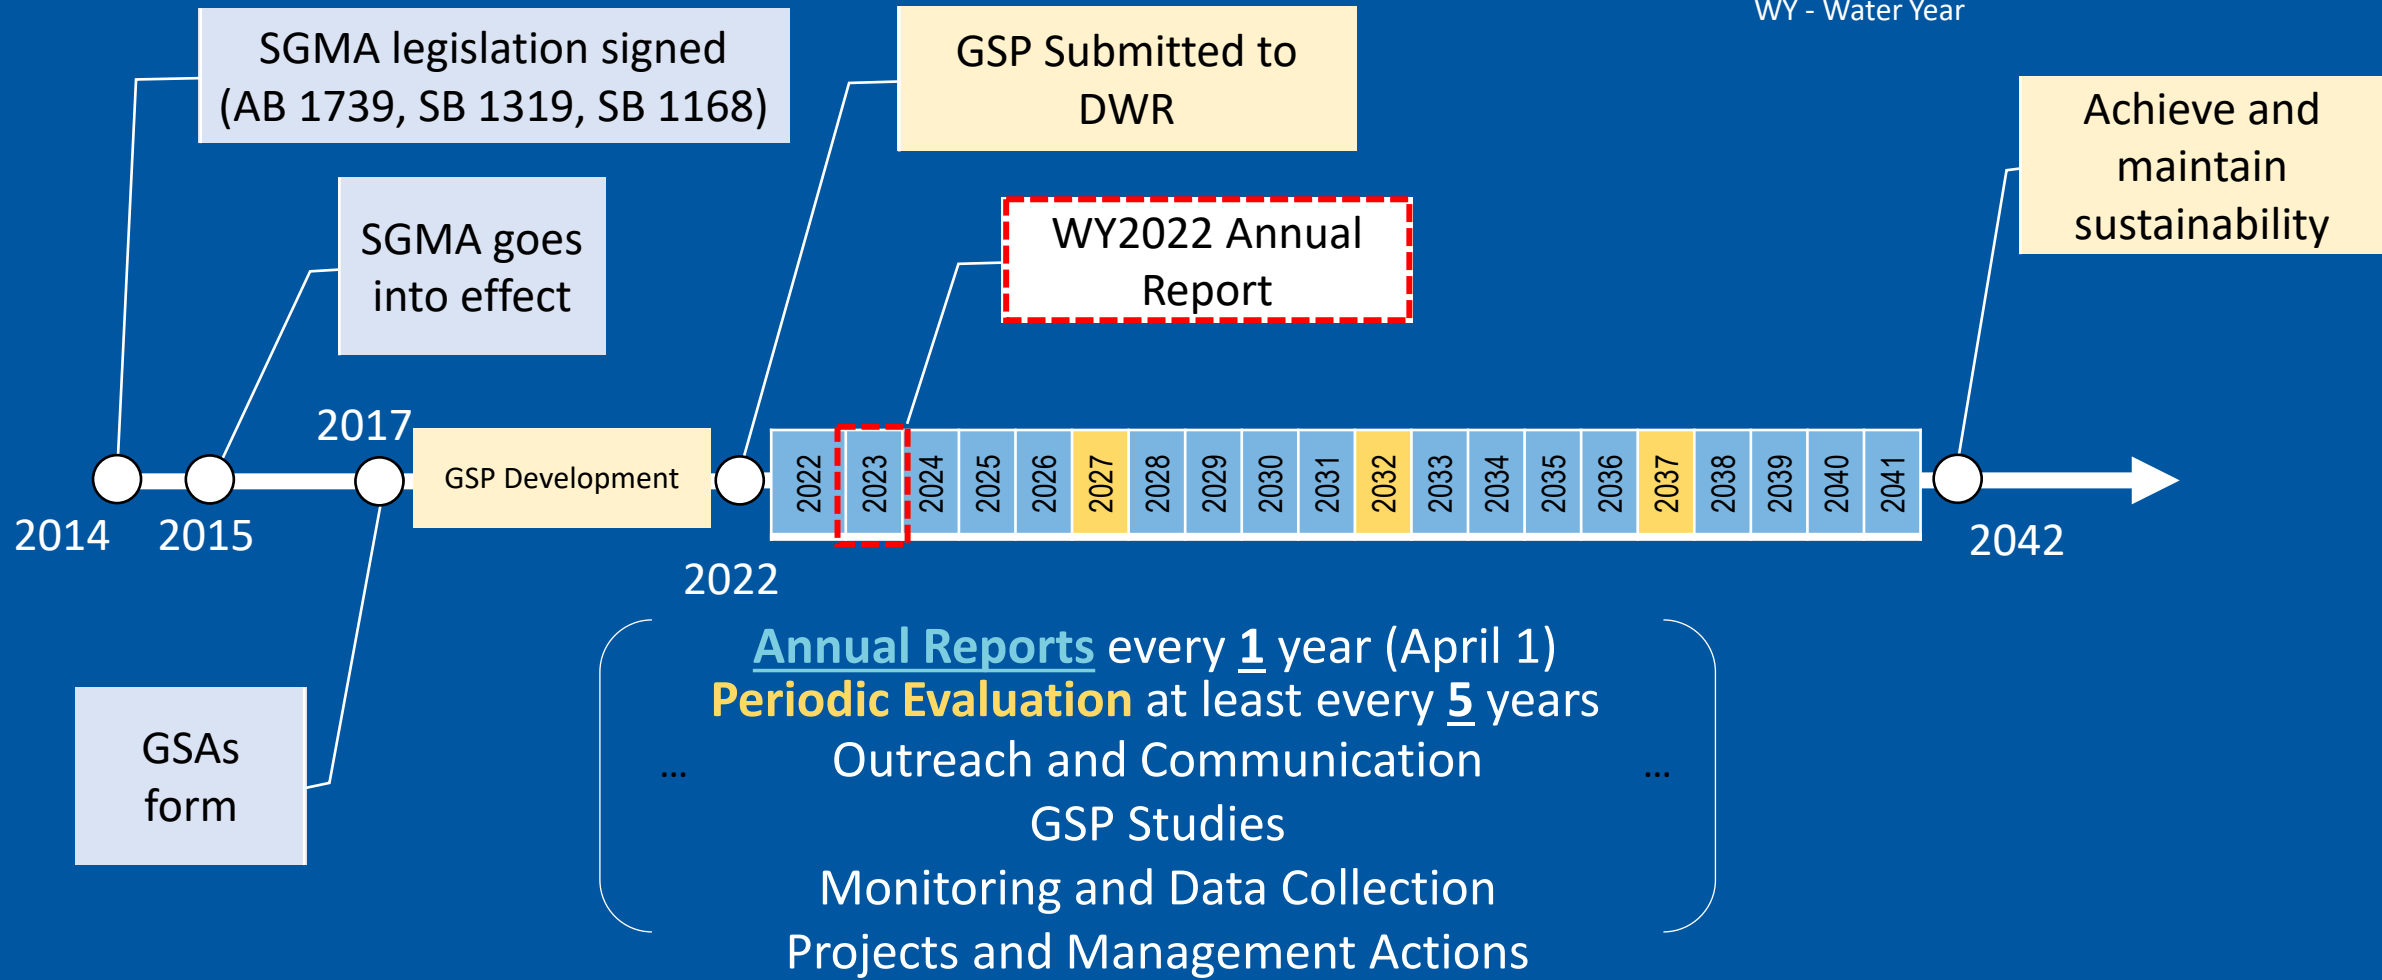 WY - Water Year
SGMA legislation signed
(AB 1739, SB 1319, SB 1168)
GSP Submitted to
DWR
Achieve and
maintain
sustainability
SGMA goes
into effect
WY2022 Annual
Report
2017
GSP Development
2022
2023
2024
2025
2026
2027
2028
2029
2030
2031
2032
2033
2034
2035
2036
2037
2038
2039
2040
2041
2014
2015
2022
2042
GSAs
form
Annual Reports every 1 year (April 1)
Periodic Evaluation at least every 5 years
... Outreach and Communication ...
GSP Studies
Monitoring and Data Collection
Projects and Management Actions